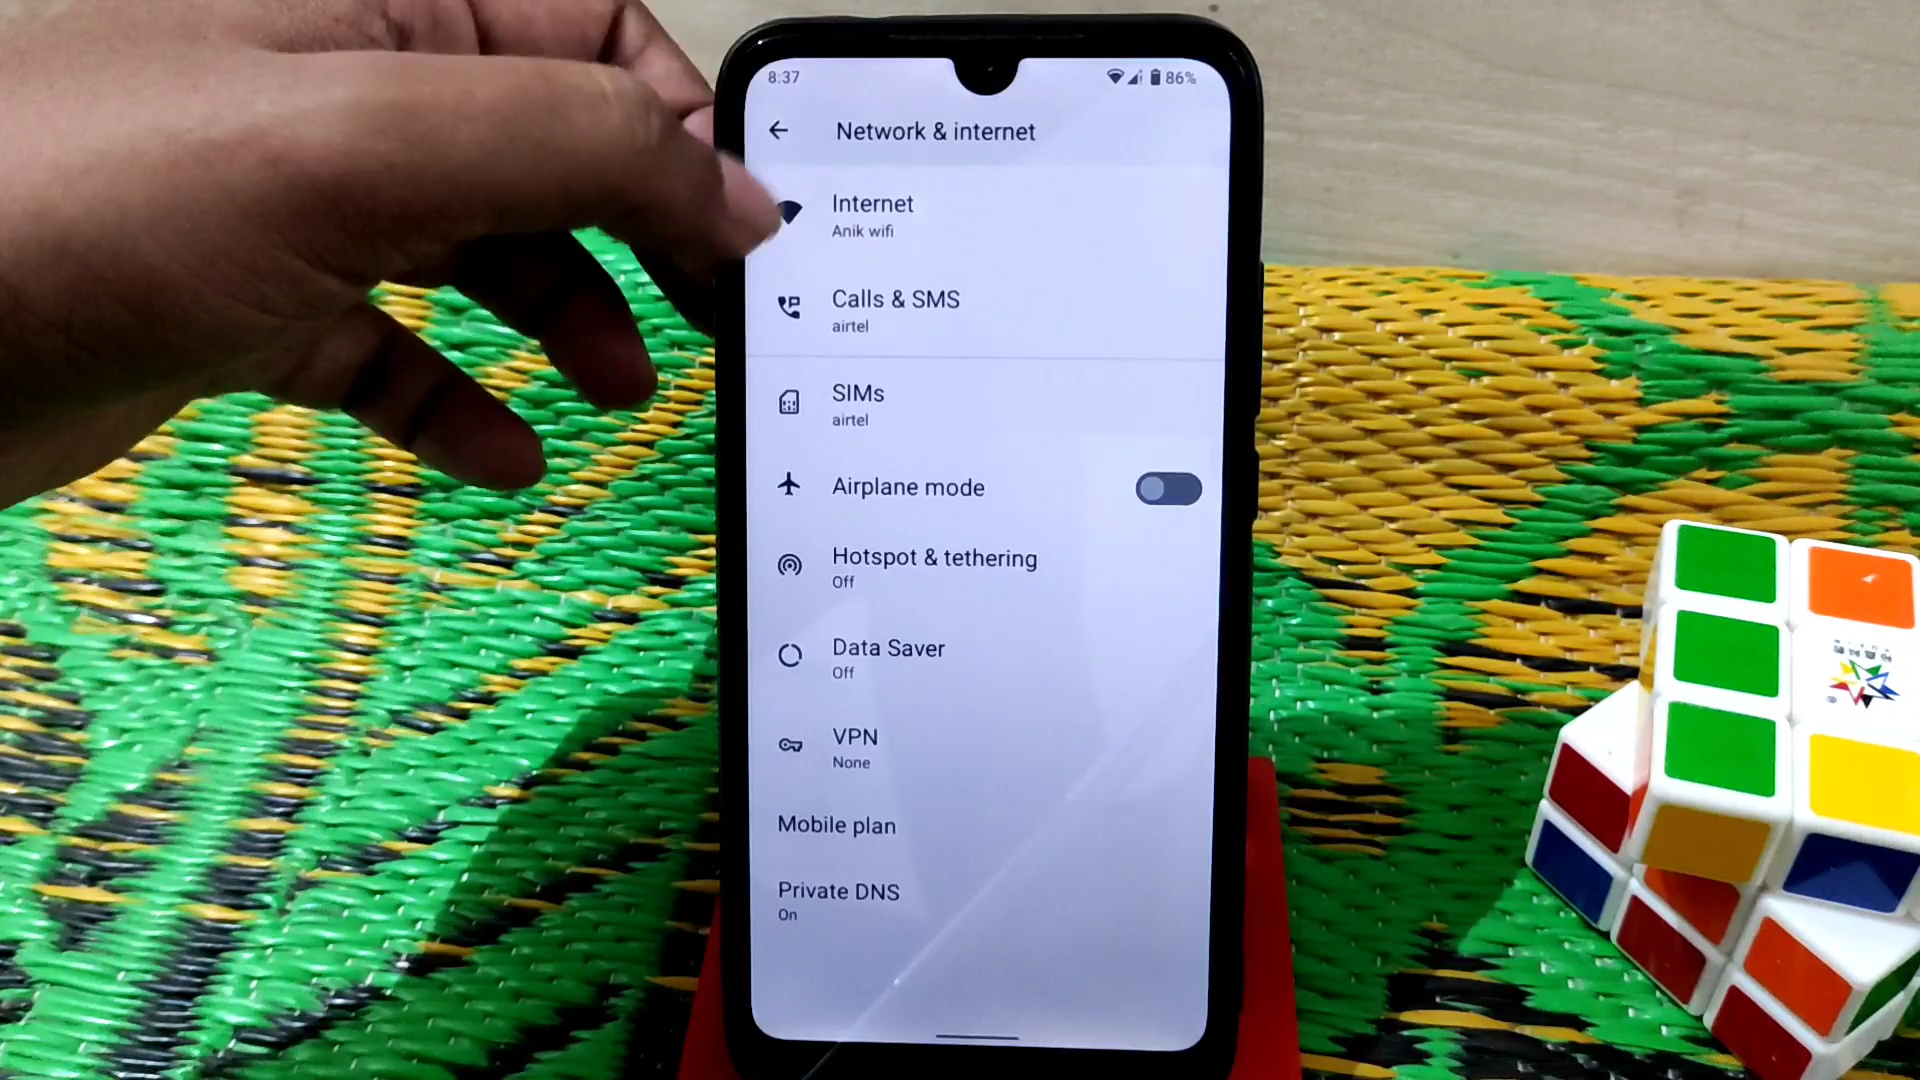 8:37
86%
Network & internet
Internet
Anik wifi
Calls & SMS
airtel
SIMs
airtel
Airplane mode
Hotspot & tethering
Off
Data Saver
Off
VPN
None
Mobile plan
Private DNS
On